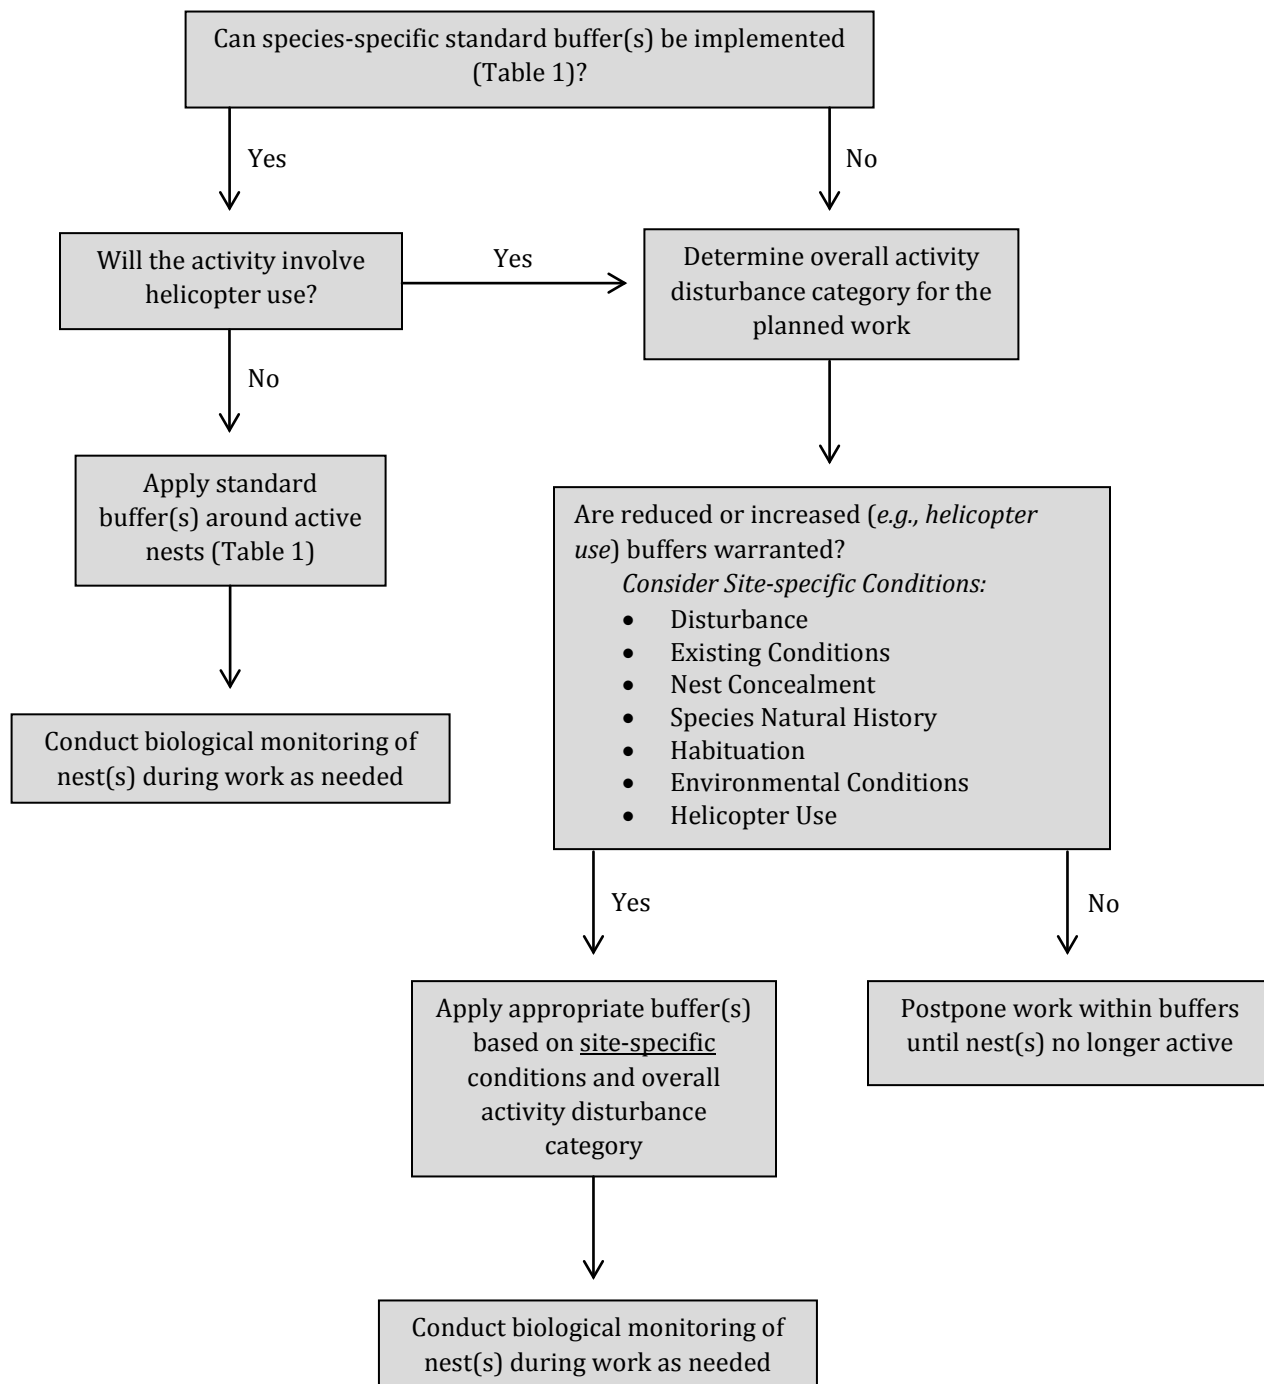 Can species-specific standard buffer(s) be implemented
(Table 1)?
Yes
No
Will the activity involve
helicopter use?
Yes
Determine overall activity
disturbance category for the
planned work
No
Apply standard
buffer(s) around active
nests (Table 1)
Are reduced or increased (e.g., helicopter
use) buffers warranted?
Consider Site-specific Conditions:
• Disturbance
• Existing Conditions
• Nest Concealment
• Species Natural History
• Habituation
• Environmental Conditions
• Helicopter Use
Conduct biological monitoring of
nest(s) during work as needed
Yes
No
Apply appropriate buffer(s)
based on site-specific
conditions and overall
activity disturbance
category
Postpone work within buffers
until nest(s) no longer active
Conduct biological monitoring of
nest(s) during work as needed